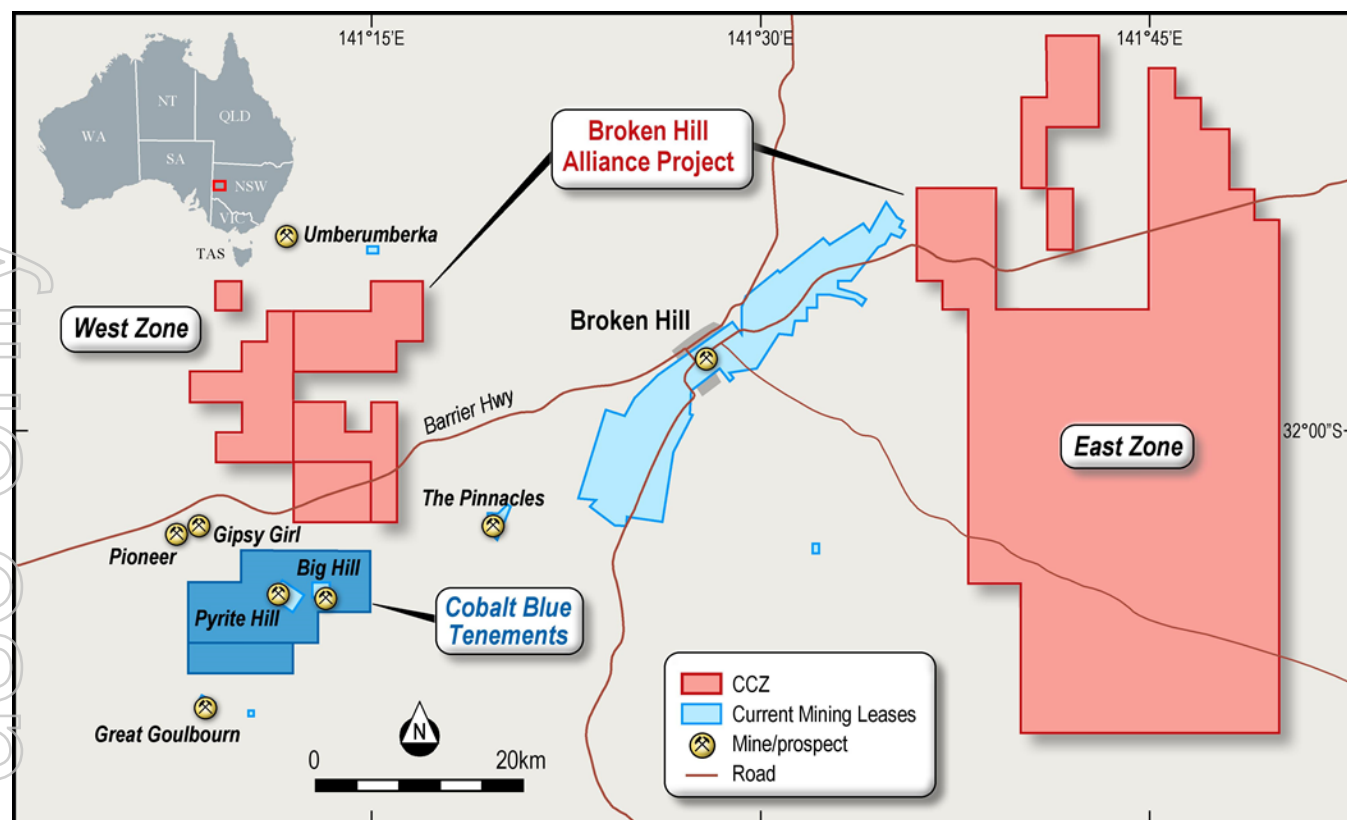 141°15'E
141°30'E
141°45'E
WA
NT
QLD
SA
NSW
VIC
TAS
Broken Hill
Alliance Project
Umberumberka
West Zone
Broken Hill
Barrier Hwy
32°00"S
East Zone
The Pinnacles
Gipsy Girl
Pioneer
Big Hill
Pyrite Hill
Cobalt Blue
Tenements
Great Goulbourn
N
0 20km
CCZ
Current Mining Leases
Mine/prospect
Road